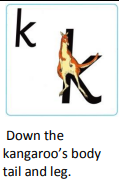 k
k
Down the
kangaroo's body
tail and leg.